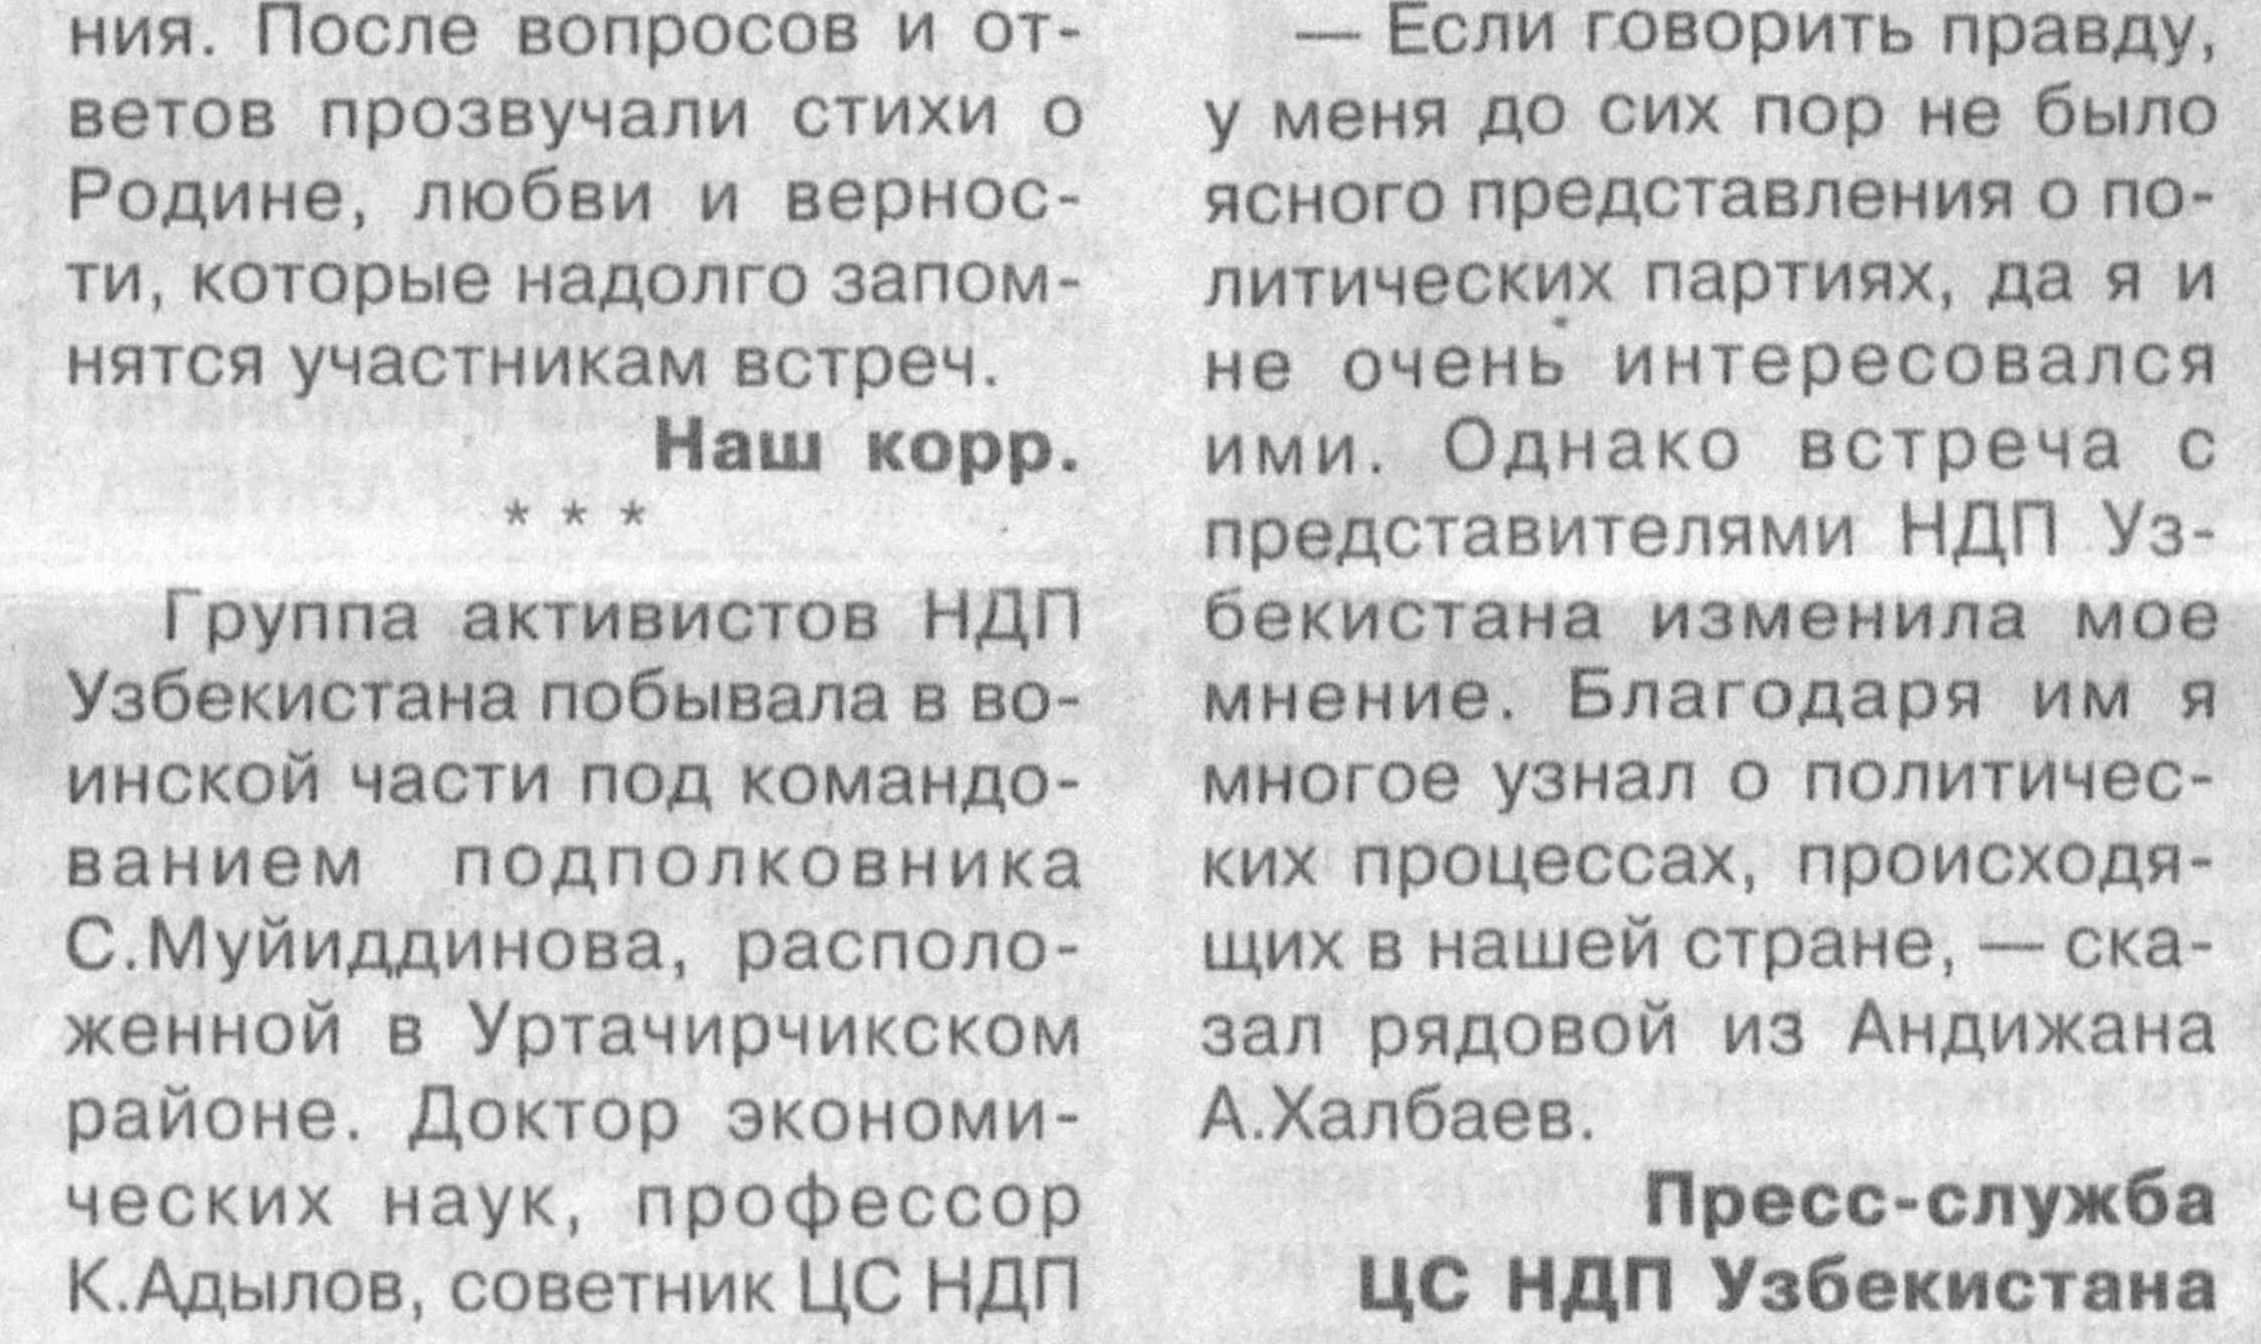 ния. После вопросов и от-
ветов прозвучали стихи о
Родине, любви и вернос-
ти, которые надолго запом-
нятся участникам встреч.
Наш корр.
* * *
Группа активистов НДП
Узбекистана побывала в во-
инской части под командо-
ванием подполковника
С.Муйиддинова, располо-
женной в Уртачирчикском
районе. Доктор экономи-
ческих наук, профессор
К.Адылов, советник ЦС НДП
— Если говорить правду,
у меня до сих пор не было
ясного представления о по-
литических партиях, да я и
не очень интересовался
ими. Однако встреча с
представителями НДП Уз-
бекистана изменила мое
мнение. Благодаря им я
многое узнал о политичес-
ких процессах, происходя-
щих в нашей стране, — ска-
зал рядовой из Андижана
А.Халбаев.
Пресс-служба
ЦС НДП Узбекистана